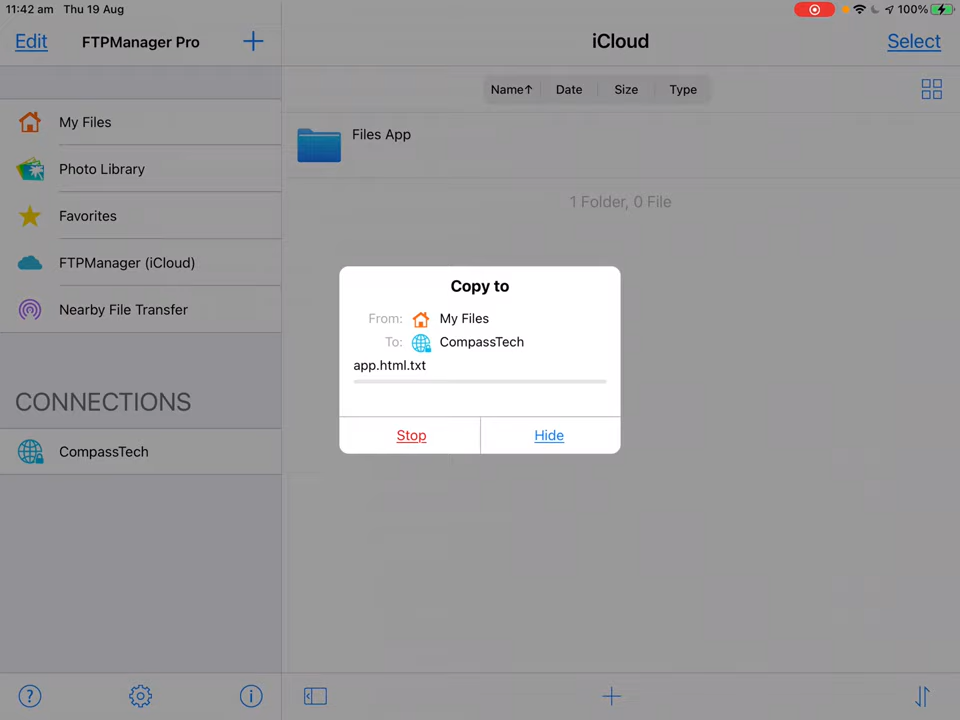 11:42 am Thu 19 Aug
100%
Edit FTPManager Pro
iCloud
Select
Name↑ Date Size Type
My Files
Photo Library
Favorites
FTPManager (iCloud)
Nearby File Transfer
CONNECTIONS
CompassTech
Files App
1 Folder, 0 File
Copy to
From: My Files
To: CompassTech
app.html.txt
Stop Hide